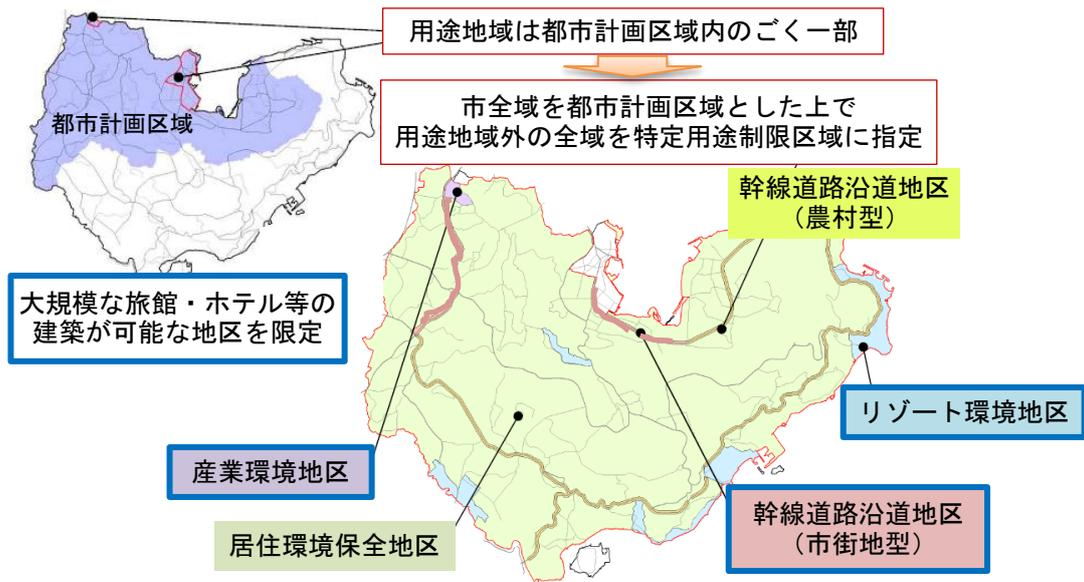 用途地域は都市計画区域内のごく一部
市全域を都市計画区域とした上で
用途地域外の全域を特定用途制限区域に指定
都市計画区域
幹線道路沿道地区
（農村型）
大規模な旅館・ホテル等の
建築が可能な地区を限定
リゾート環境地区
産業環境地区
幹線道路沿道地区
（市街地型）
居住環境保全地区